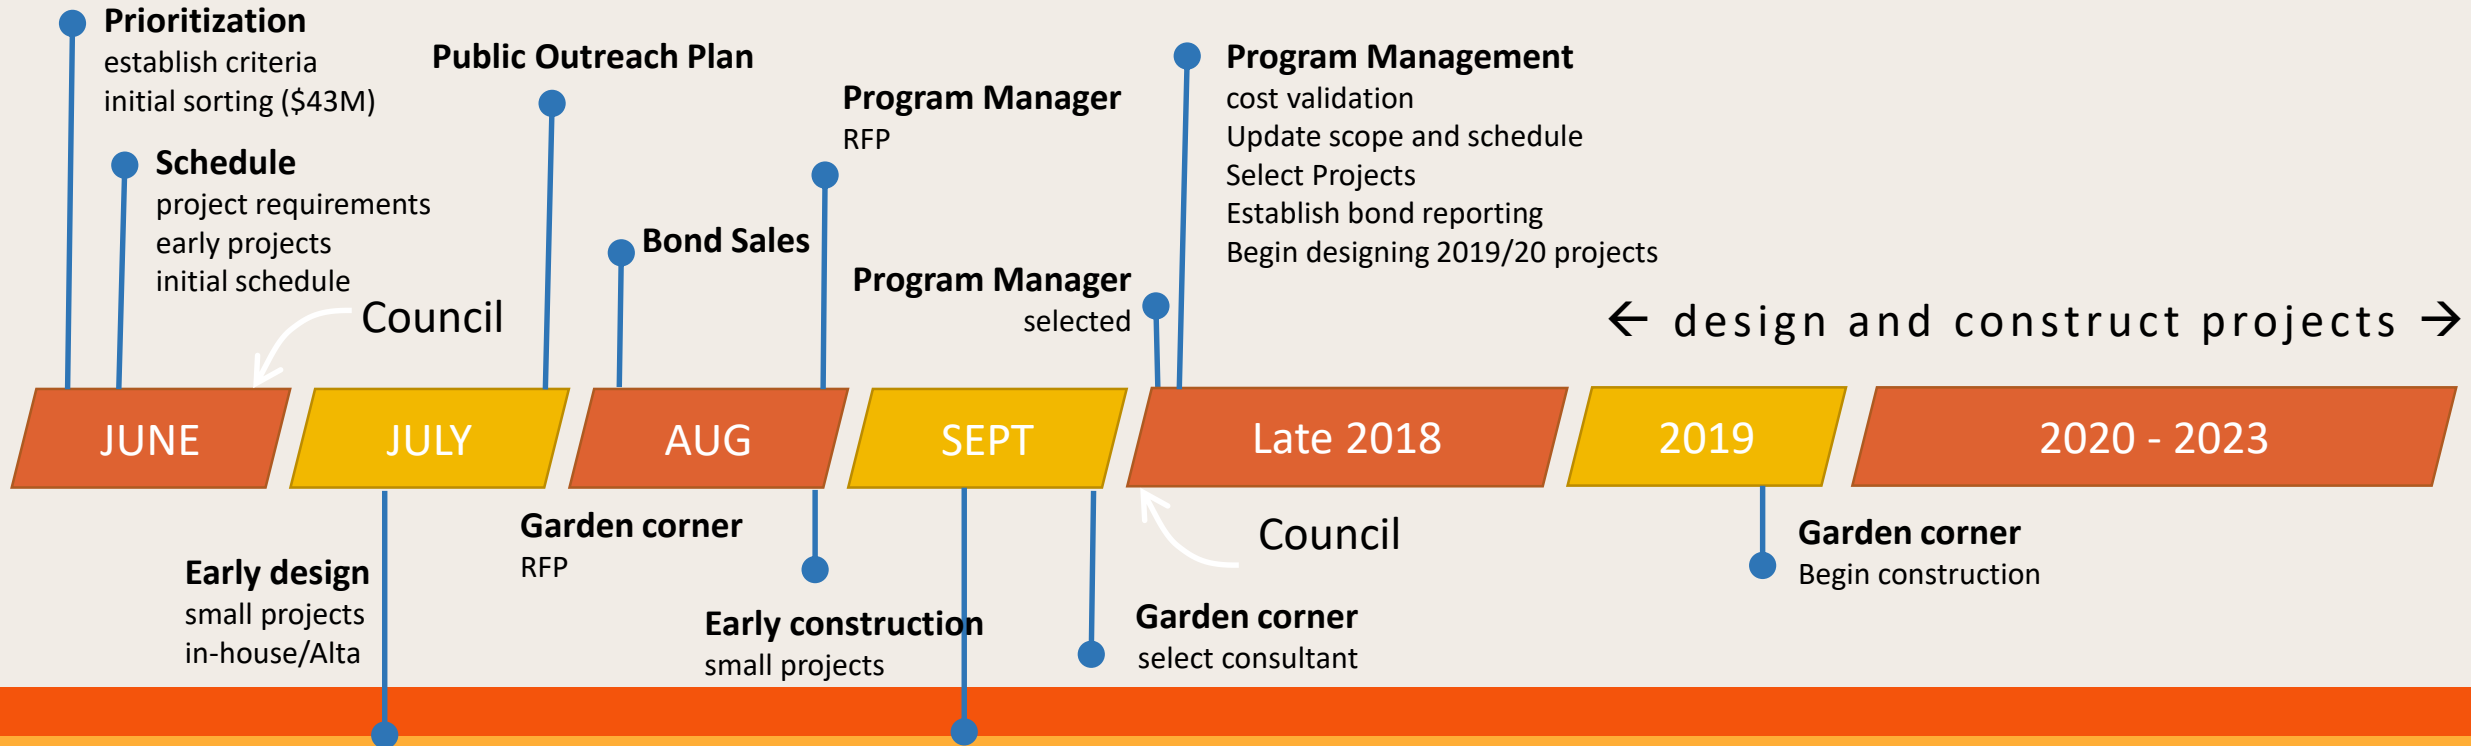 Prioritization
establish criteria
initial sorting ($43M)
Schedule
project requirements
early projects
initial schedule
Council
Public Outreach Plan
Bond Sales
Program Manager
RFP
Program Manager
selected
Program Management
cost validation
Update scope and schedule
Select Projects
Establish bond reporting
Begin designing 2019/20 projects
← design and construct projects →
JUNE
JULY
AUG
SEPT
Late 2018
2019
2020 - 2023
Early design
small projects
in-house/Alta
Garden corner
RFP
Early construction
small projects
Garden corner
select consultant
Council
Garden corner
Begin construction